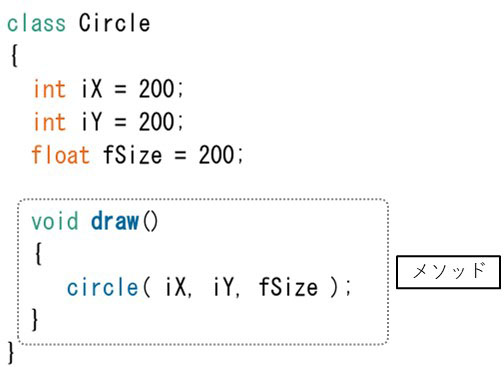 class Circle
{
int iX = 200;
int iY = 200;
float fSize = 200;
void draw()
{
circle( iX, iY, fSize );
}
メソッド
}